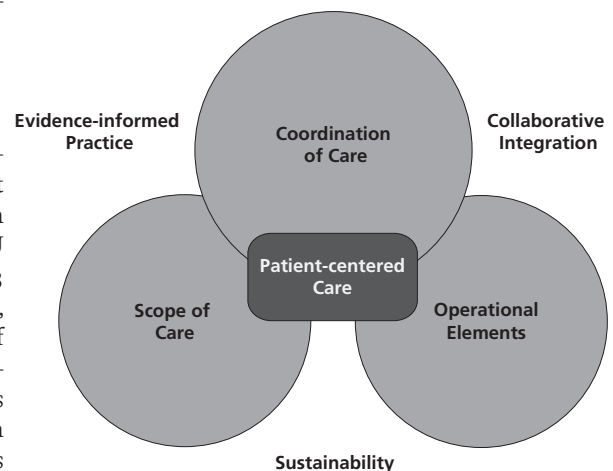 Evidence-informed
Practice
Collaborative
Integration
Coordination
of Care
Patient-centered
Care
Scope of
Care
Operational
Elements
Sustainability